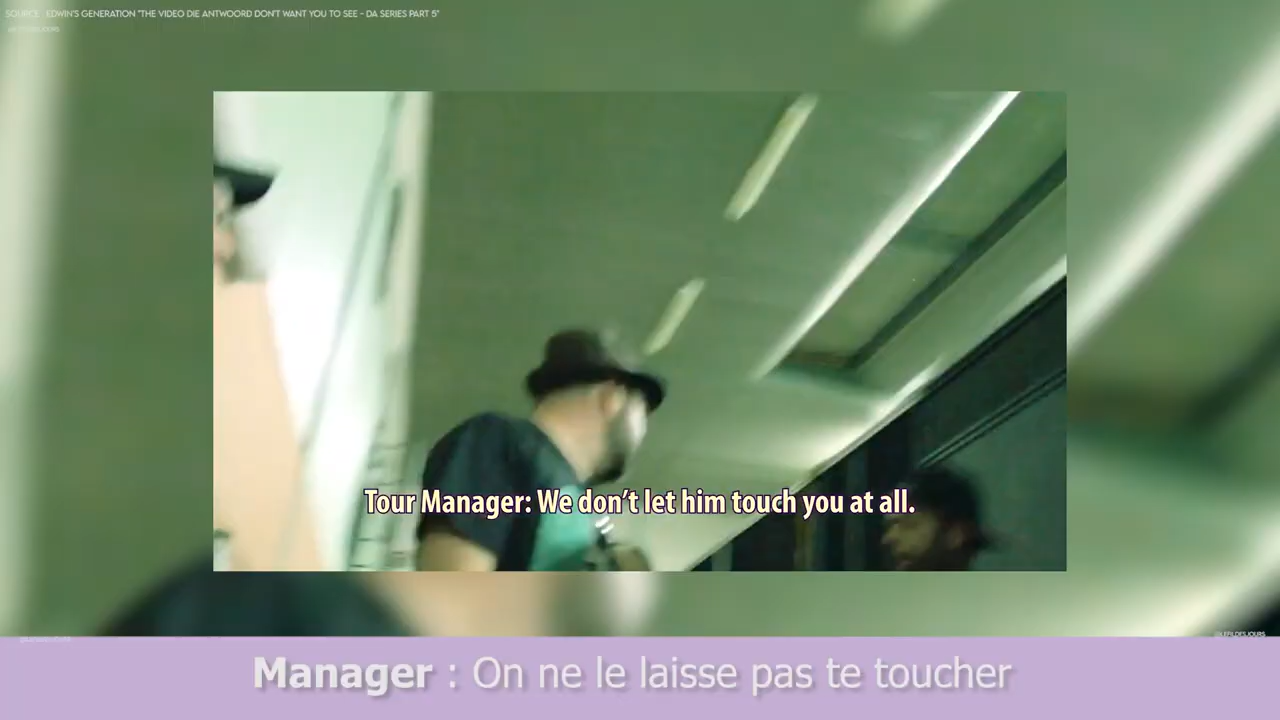 SOURCE : EDWIN'S GENERATION "THE VIDEO DIE ANTWOORD DON'T WANT YOU TO SEE - DA SERIES PART 5"
Tour Manager: We don't let him touch you at all.
@LEFILDESJOURS
Manager : On ne le laisse pas te toucher